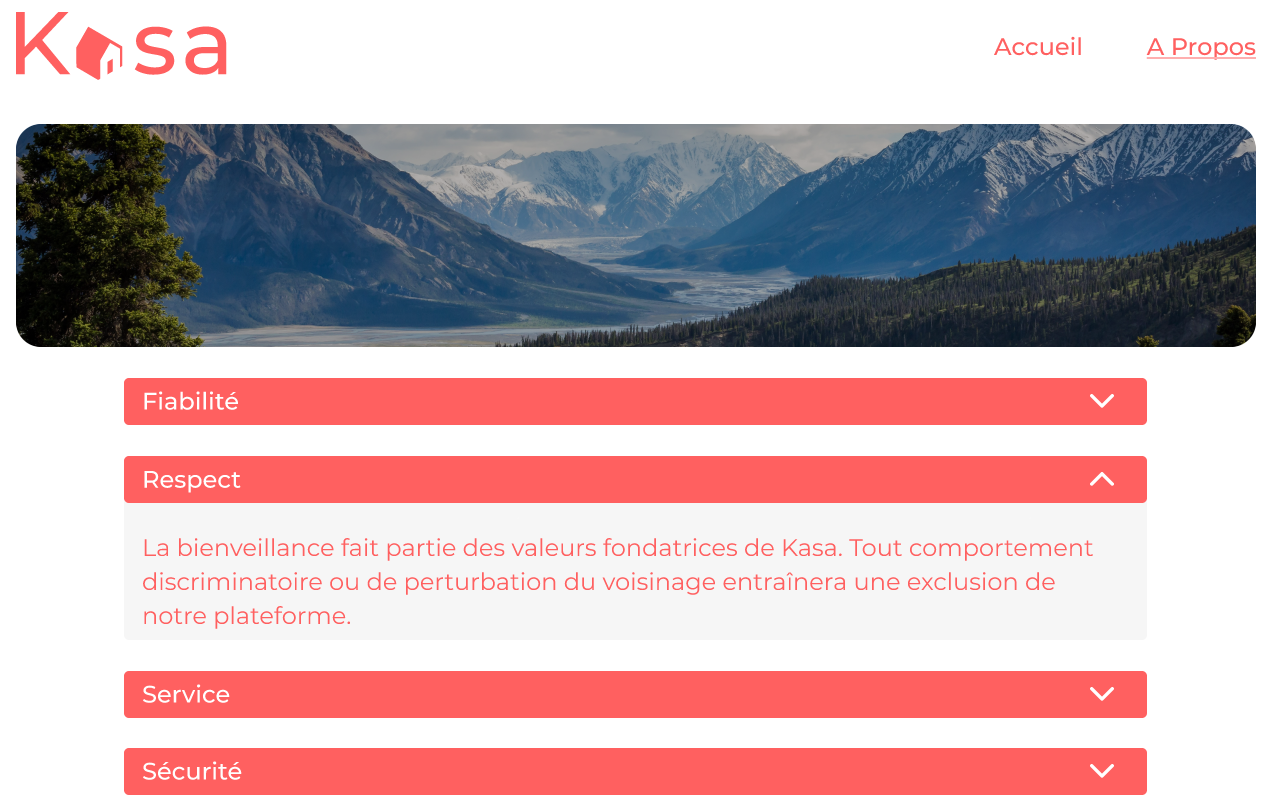 Kasa
Accueil
A Propos
Fiabilité
Respect
La bienveillance fait partie des valeurs fondatrices de Kasa. Tout comportement
discriminatoire ou de perturbation du voisinage entraînera une exclusion de
notre plateforme.
Service
Sécurité